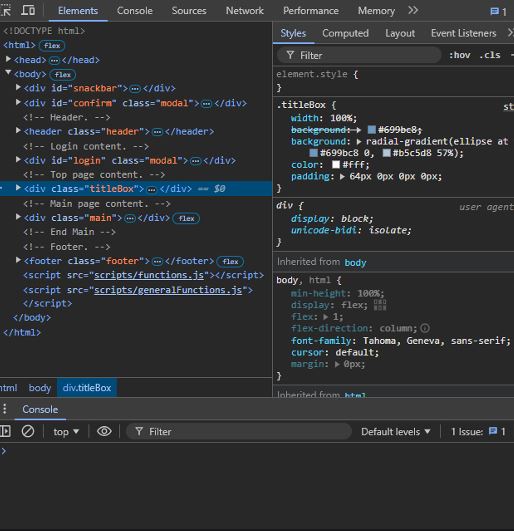 Elements Console Sources Network Performance Memory » 1
<!DOCTYPE html>
<html> flex
<head> ⋯ </head>
<body> flex
<div id="snackbar"> ⋯ </div>
<div id="confirm" class="modal"> ⋯ </div>
<!-- Header. -->
<header class="header"> ⋯ </header>
<!-- Login content. -->
<div id="login" class="modal"> ⋯ </div>
<!-- Top page content. -->
<div class="titleBox"> ⋯ </div> == $0
<!-- Main page content. -->
<div class="main"> ⋯ </div> flex
<!-- End Main -->
<!-- Footer. -->
<footer class="footer"> ⋯ </footer> flex
<script src="scripts/functions.js"></script>
<script src="scripts/generalFunctions.js">
</script>
</body>
</html>
html body div.titleBox
Styles Computed Layout Event Listeners
Filter :hov .cls
element.style {
}
.titleBox { st
width: 100%;
background: #699bc8;
background: radial-gradient(ellipse at
#699bc8 0, #b5c5d8 57%);
color: #fff;
padding: 64px 0px 0px 0px;
}
div { user agent
display: block;
unicode-bidi: isolate;
}
Inherited from body
body, html {
min-height: 100%;
display: flex;
flex: 1;
flex-direction: column;
font-family: Tahoma, Geneva, sans-serif;
cursor: default;
margin: 0px;
}
Inherited from html
Console
top Filter Default levels 1 Issue: 1
>